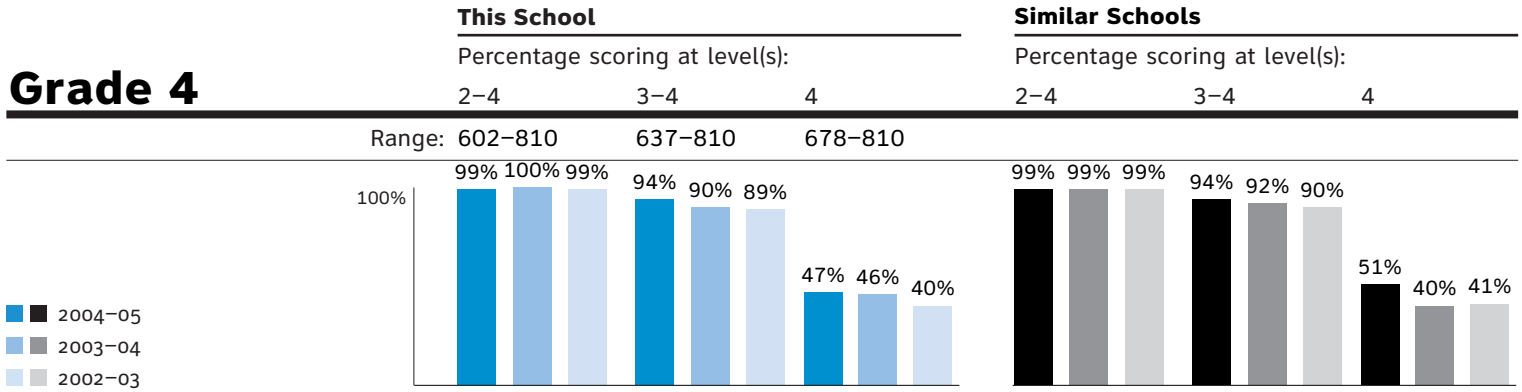 This School Similar Schools
Percentage scoring at level(s): Percentage scoring at level(s):
Grade 4 2–4 3–4 4 2–4 3–4 4
Range: 602–810 637–810 678–810
99% 100% 99% 94% 90% 89% 47% 46% 40% 99% 99% 99% 94% 92% 90% 51% 40% 41%
100%
2004–05
2003–04
2002–03